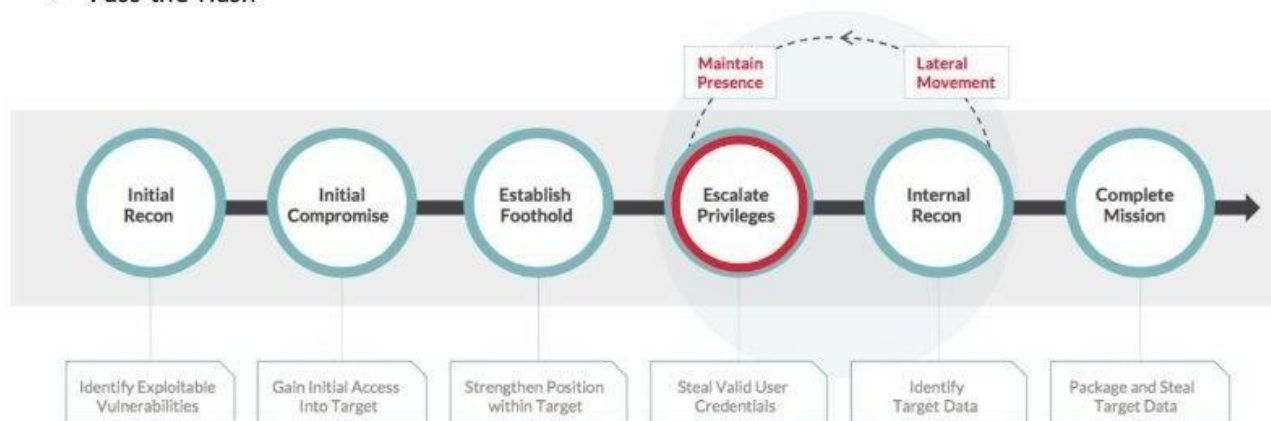 Pass-the-Hash
Maintain
Presence
Lateral
Movement
Initial
Recon
Initial
Compromise
Establish
Foothold
Escalate
Privileges
Internal
Recon
Complete
Mission
Identify Exploitable
Vulnerabilities
Gain Initial Access
Into Target
Strengthen Position
within Target
Steal Valid User
Credentials
Identify
Target Data
Package and Steal
Target Data